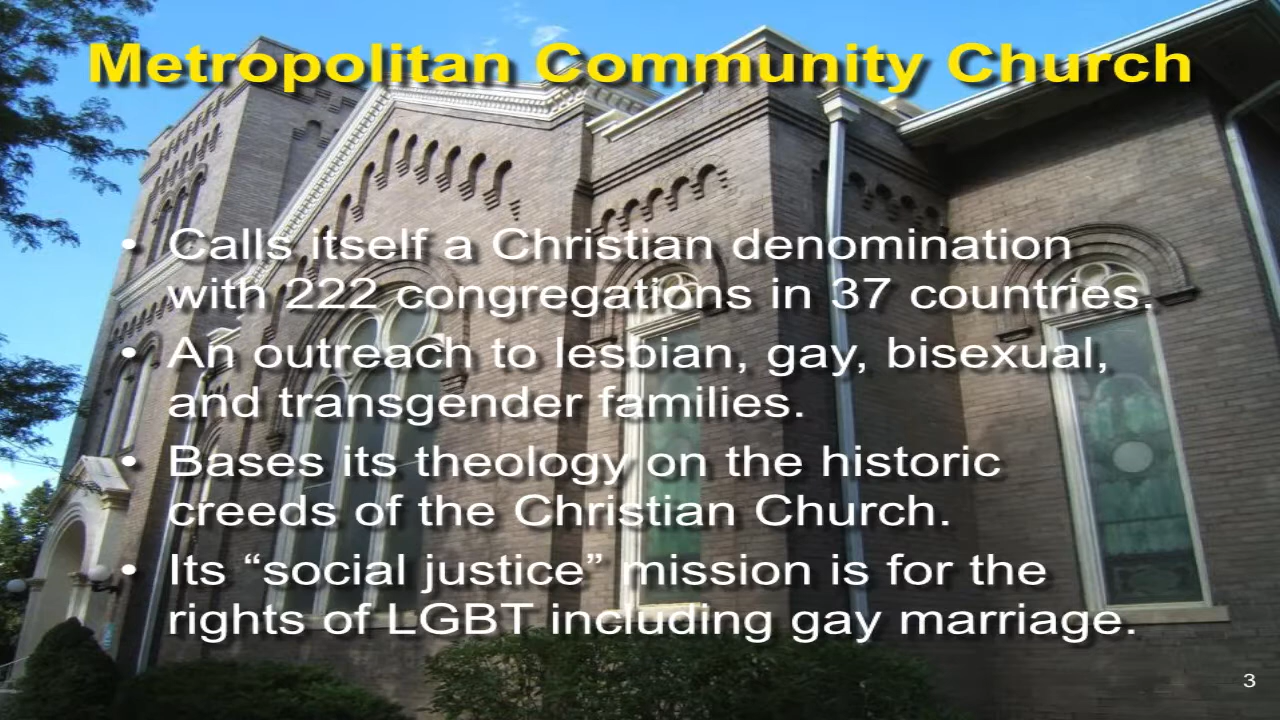 Metropolitan Community Church
• Calls itself a Christian denomination
with 222 congregations in 37 countries.
• An outreach to lesbian, gay, bisexual,
and transgender families.
• Bases its theology on the historic
creeds of the Christian Church.
• Its “social justice” mission is for the
rights of LGBT including gay marriage.
3